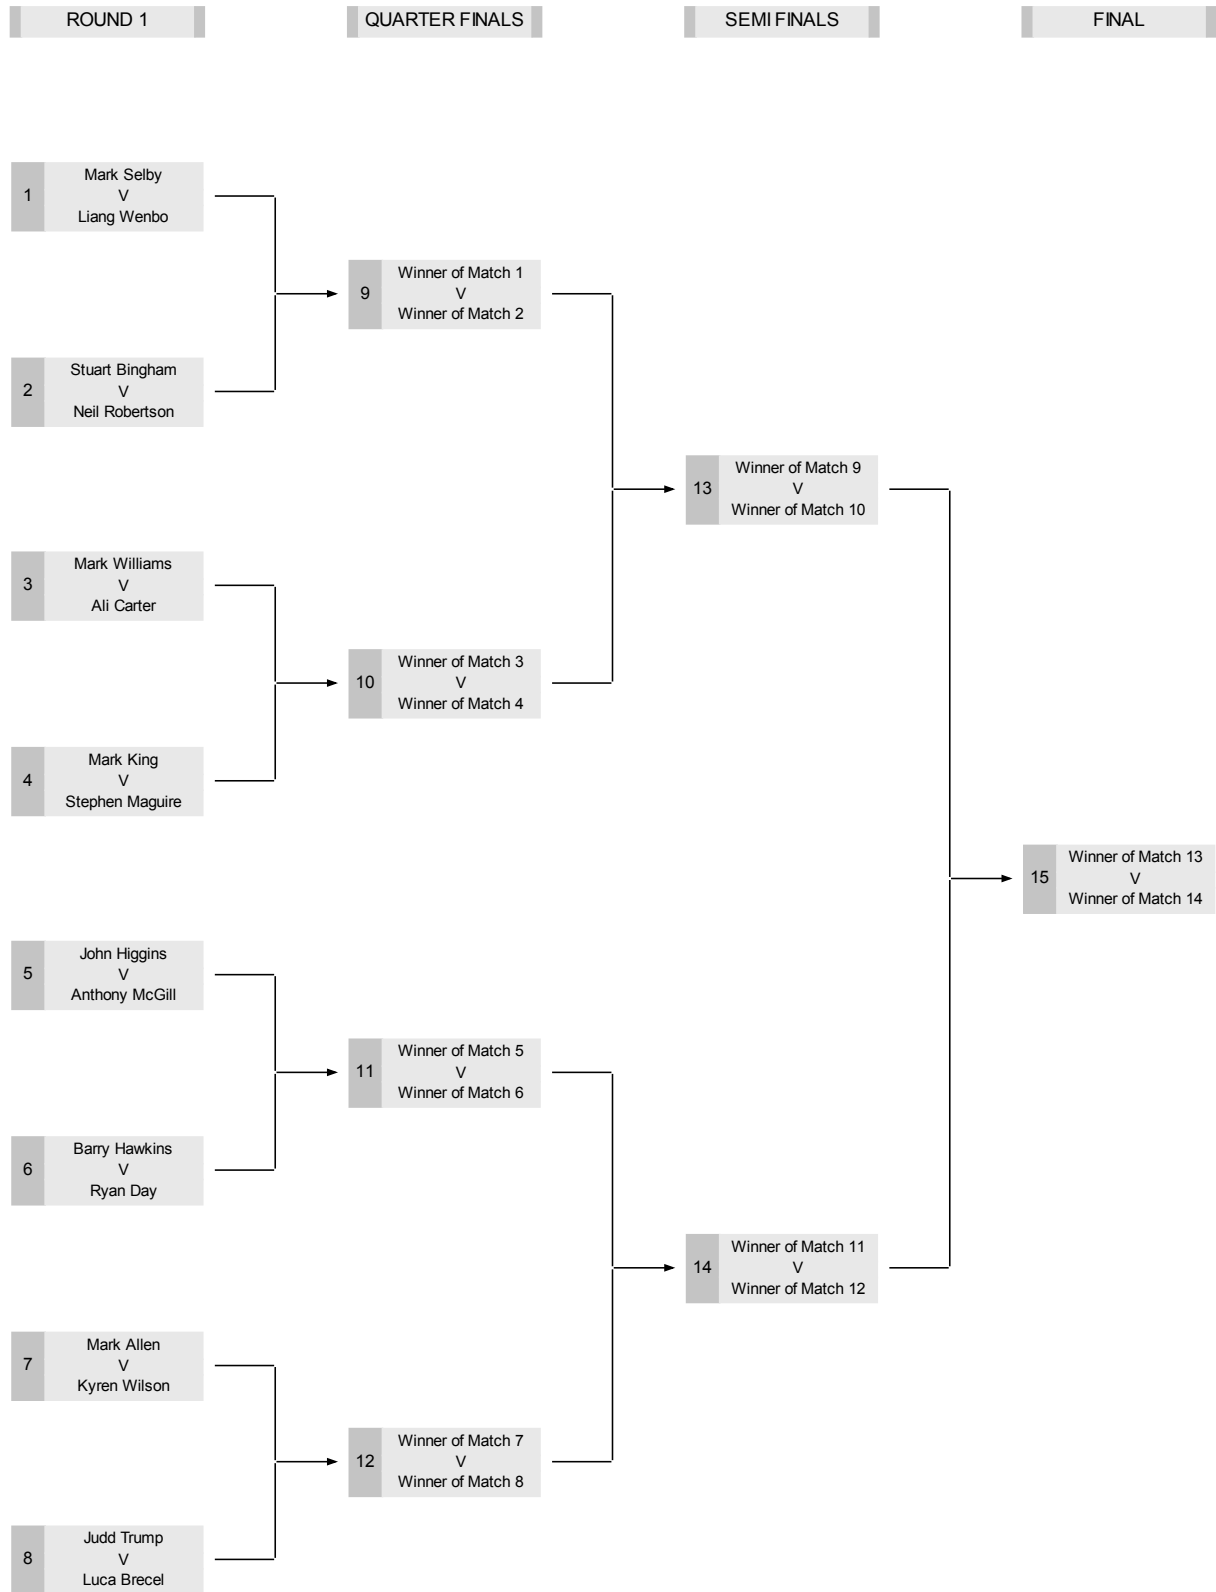 ROUND 1
QUARTER FINALS
SEMI FINALS
FINAL
1
Mark Selby
V
Liang Wenbo
2
Stuart Bingham
V
Neil Robertson
3
Mark Williams
V
Ali Carter
4
Mark King
V
Stephen Maguire
5
John Higgins
V
Anthony McGill
6
Barry Hawkins
V
Ryan Day
7
Mark Allen
V
Kyren Wilson
8
Judd Trump
V
Luca Brecel
9
Winner of Match 1
V
Winner of Match 2
10
Winner of Match 3
V
Winner of Match 4
11
Winner of Match 5
V
Winner of Match 6
12
Winner of Match 7
V
Winner of Match 8
13
Winner of Match 9
V
Winner of Match 10
14
Winner of Match 11
V
Winner of Match 12
15
Winner of Match 13
V
Winner of Match 14